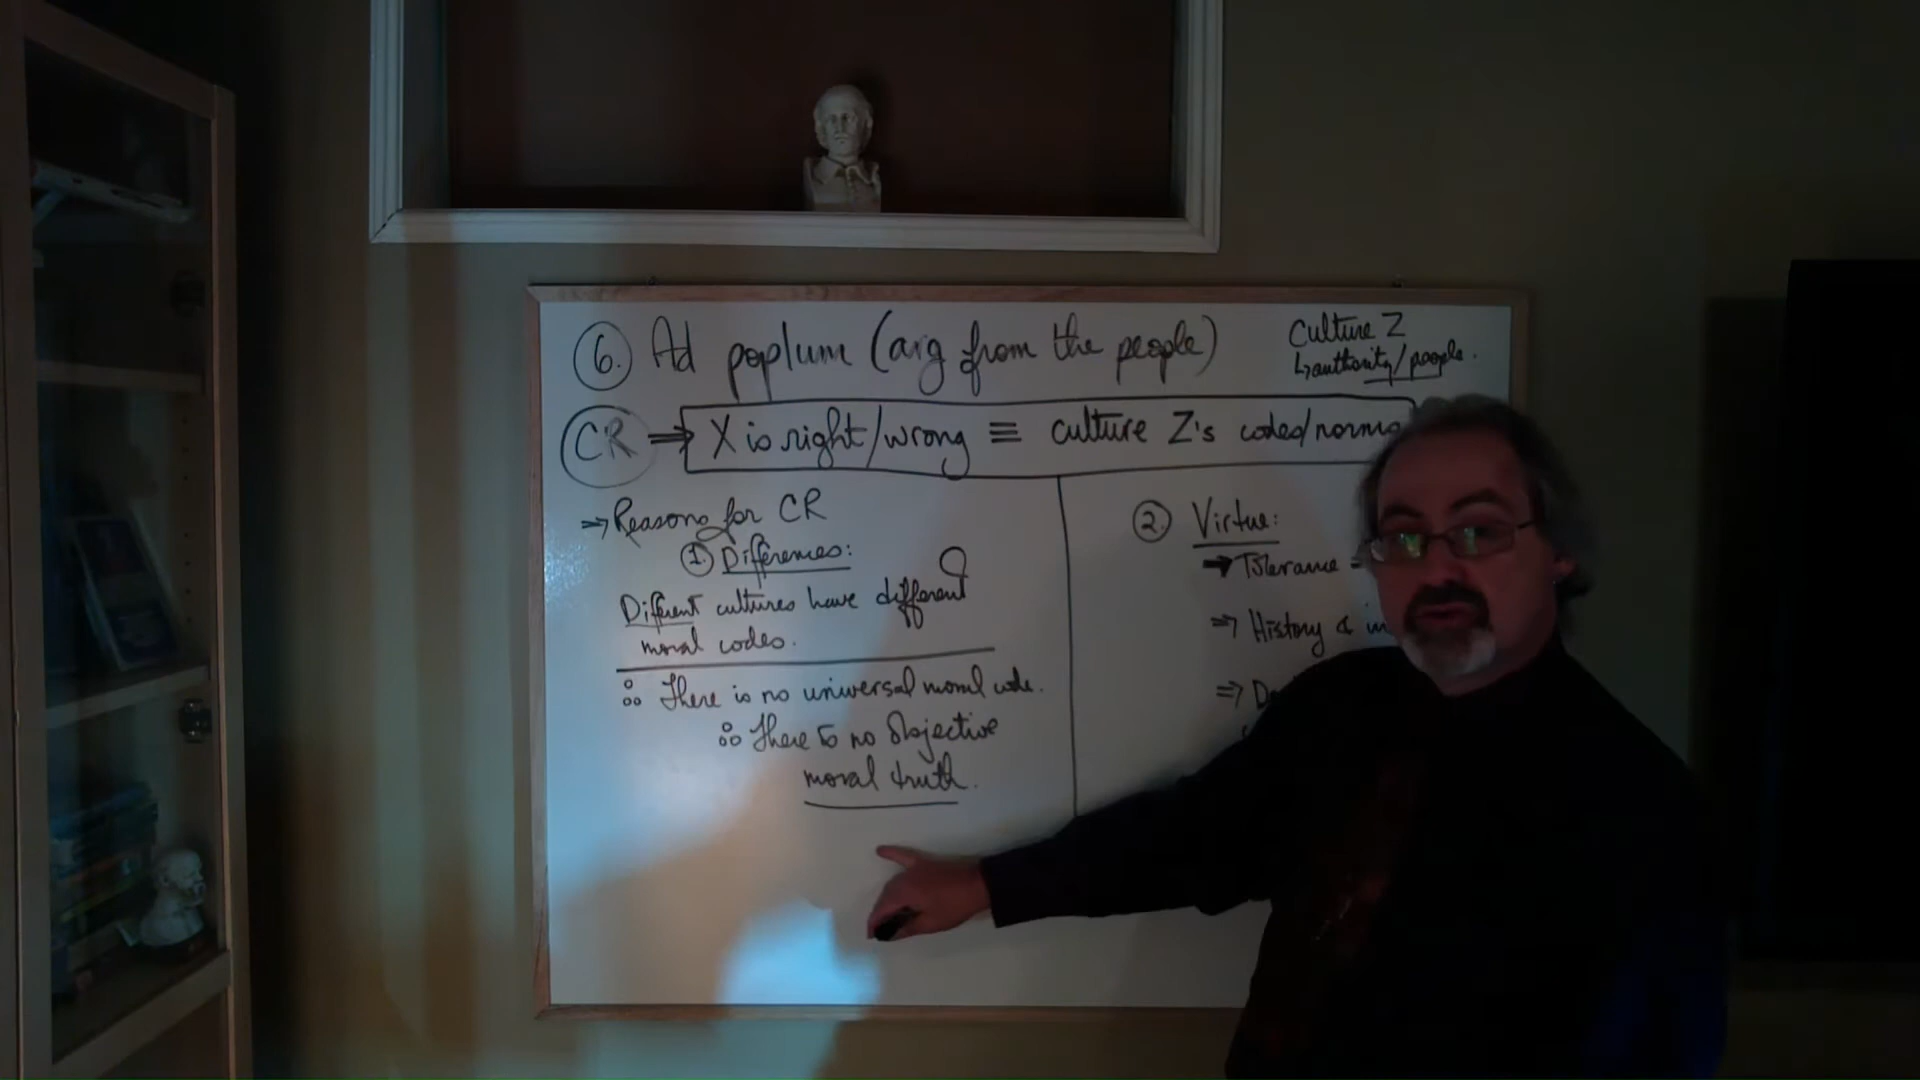 6. Ad poplum (arg from the people)
Culture Z
↳ authority/people.
CR ⇒ X is right/wrong ≡ culture Z's codes/norms
⇒ Reasons for CR
1. Differences:
Different cultures have different
moral codes.
∴ There is no universal moral code.
∴ There is no Objective
moral truth.
2. Virtue:
→ Tolerance =
⇒ History &
⇒